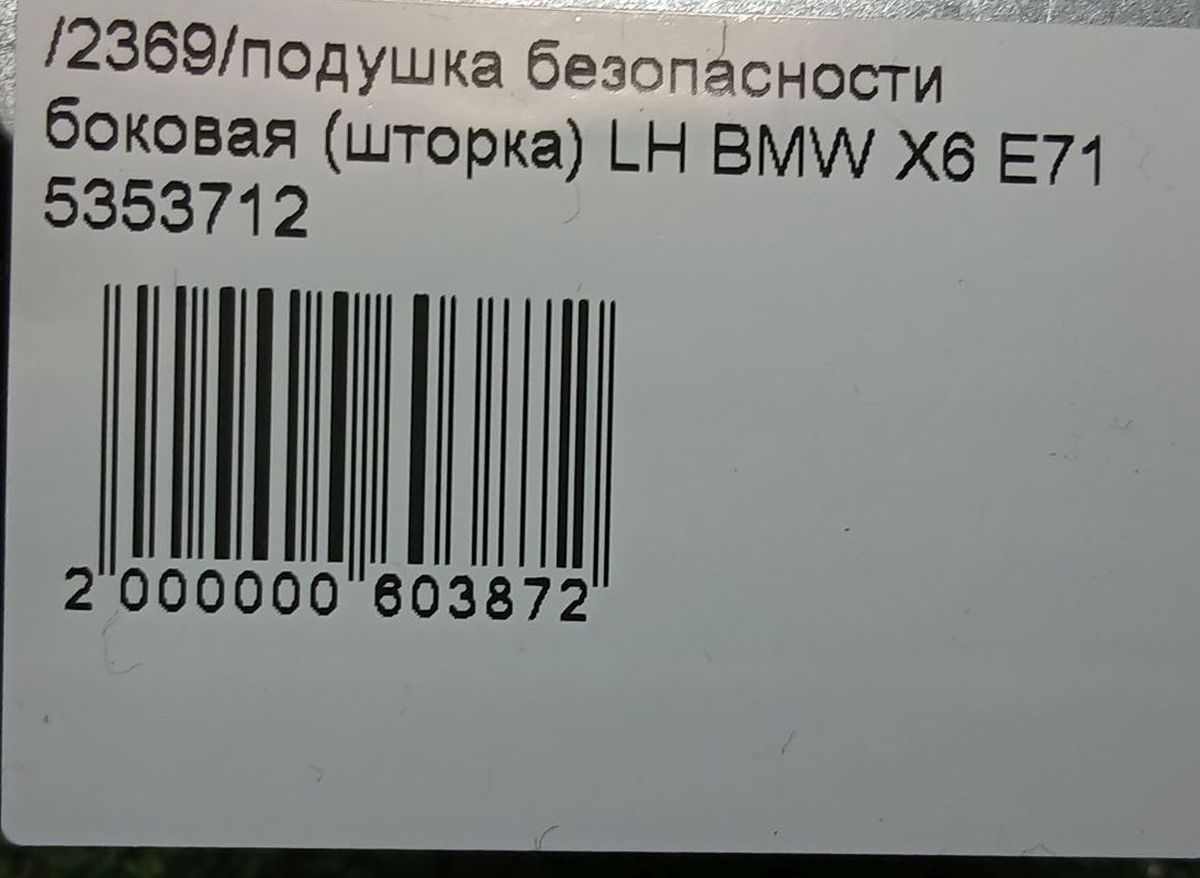 /2369/подушка безопасности
боковая (шторка) LH BMW X6 E71
5353712
2 000000 603872